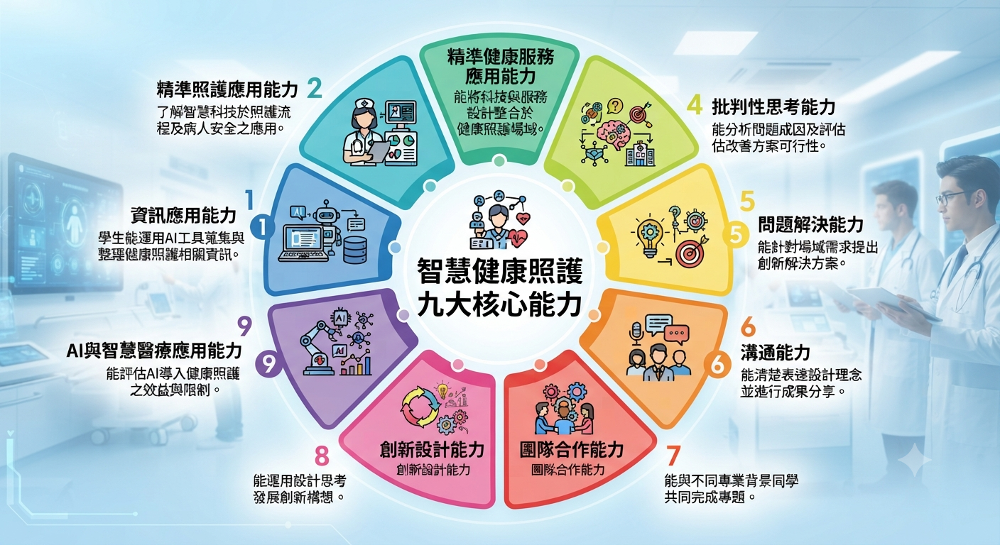 智慧健康照護
九大核心能力
1
資訊應用能力
1
學生能運用AI工具蒐集與
整理健康照護相關資訊。
AI
2
精準照護應用能力
了解智慧科技於照護流
程及病人安全之應用。
精準健康服務
應用能力
能將科技與服務
設計整合於
健康照護場域。
4
批判性思考能力
能分析問題成因及評估
估改善方案可行性。
?
5
問題解決能力
5
能針對場域需求提出
創新解決方案。
6
溝通能力
6
能清楚表達設計理念
並進行成果分享。
團隊合作能力
團隊合作能力
7
能與不同專業背景同學
共同完成專題。
創新設計能力
創新設計能力
8
能運用設計思考
發展創新構想。
9
AI與智慧醫療應用能力
9
能評估AI導入健康照護
之效益與限制。
AI
AI